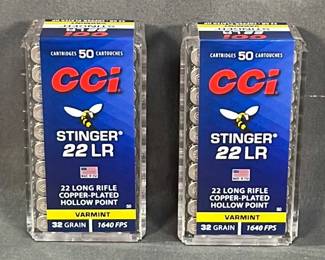 CARTRIDGES 50 CARTOUCHES
CCI
STINGER®
22 LR
22 LONG RIFLE
COPPER-PLATED
HOLLOW POINT
VARMINT
32 GRAIN 1640 FPS
CARTRIDGES 50 CARTOUCHES
CCI
STINGER®
22 LR
22 LONG RIFLE
COPPER-PLATED
HOLLOW POINT
VARMINT
32 GRAIN 1640 FPS